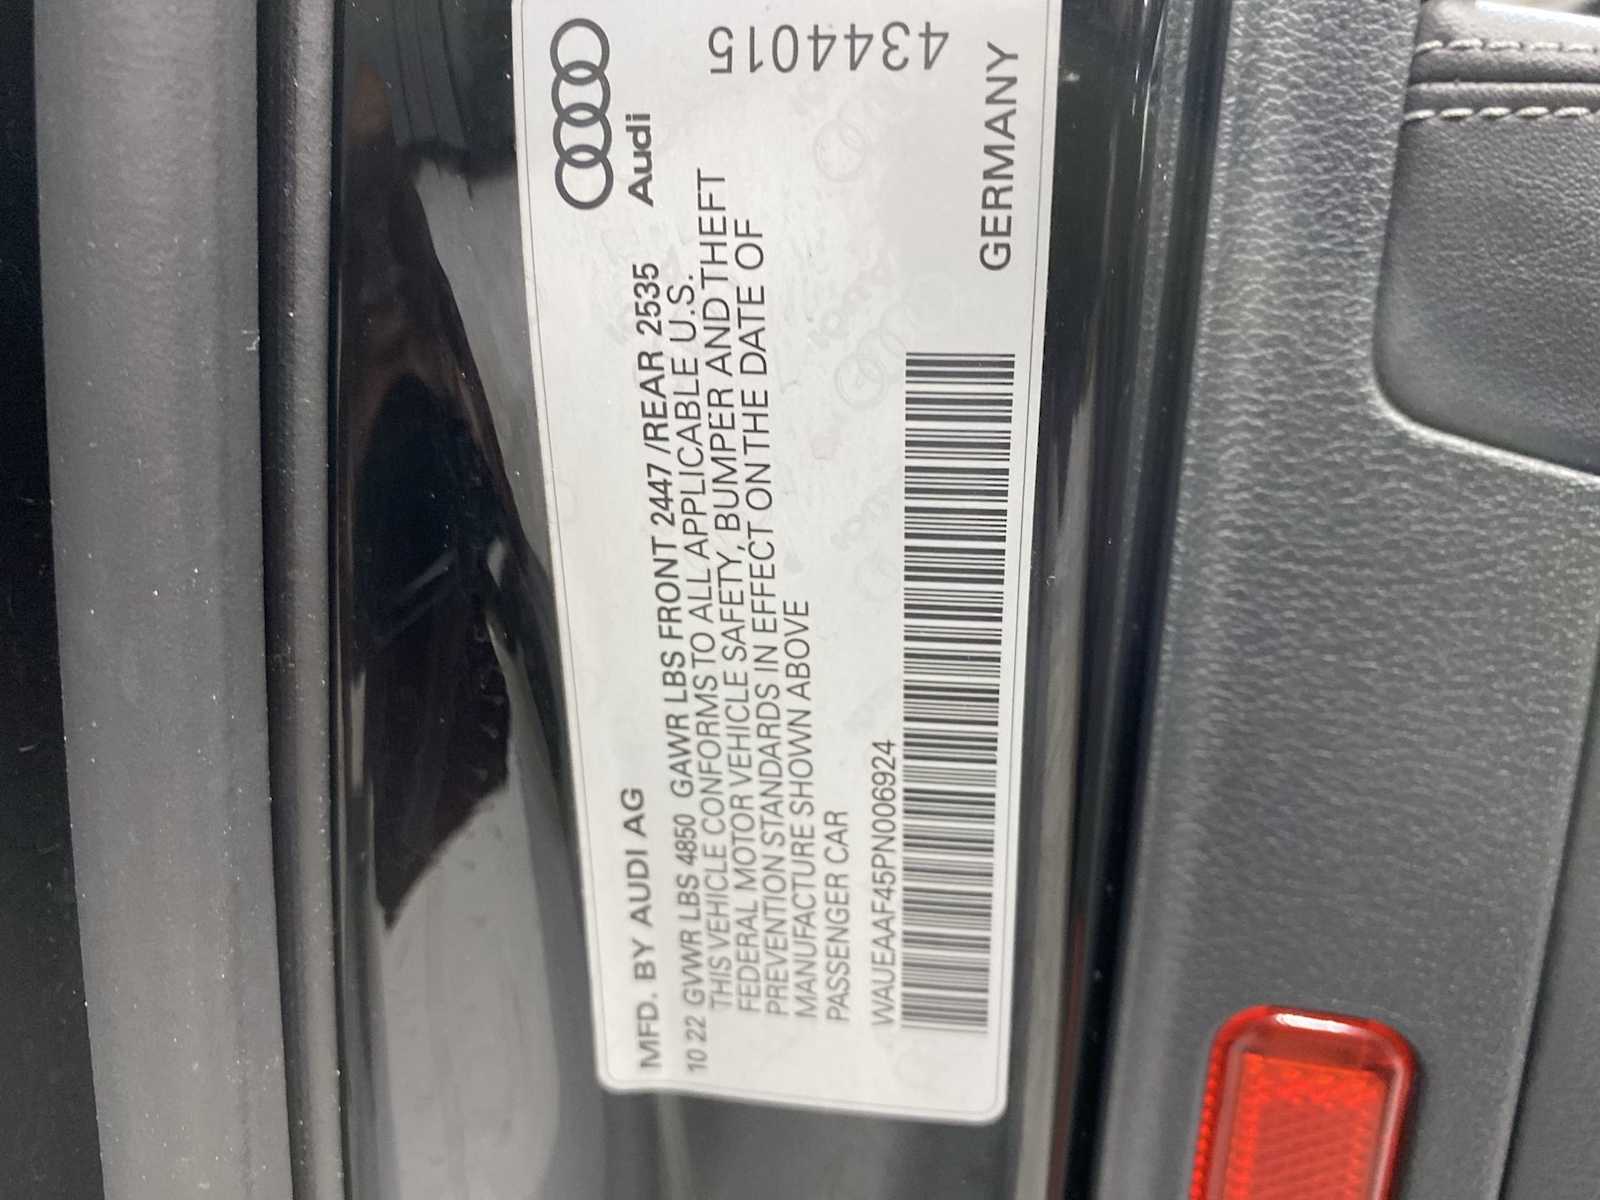 MFD. BY AUDI AG
Audi
10 22 GVWR LBS 4850 GAWR LBS FRONT 2447 /REAR 2535
THIS VEHICLE CONFORMS TO ALL APPLICABLE U.S.
FEDERAL MOTOR VEHICLE SAFETY, BUMPER AND THEFT
PREVENTION STANDARDS IN EFFECT ON THE DATE OF
MANUFACTURE SHOWN ABOVE
PASSENGER CAR
4344015
WAUEAAF45PN006924
GERMANY